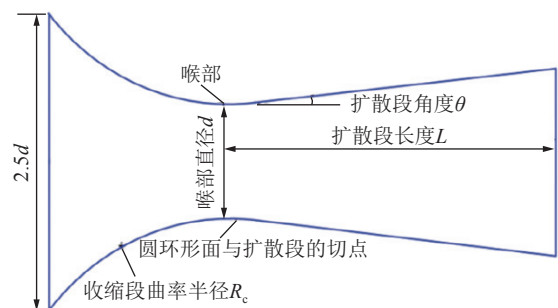 喉部
扩散段角度θ
2.5d
喉部直径d
扩散段长度L
圆环形面与扩散段的切点
收缩段曲率半径Rc